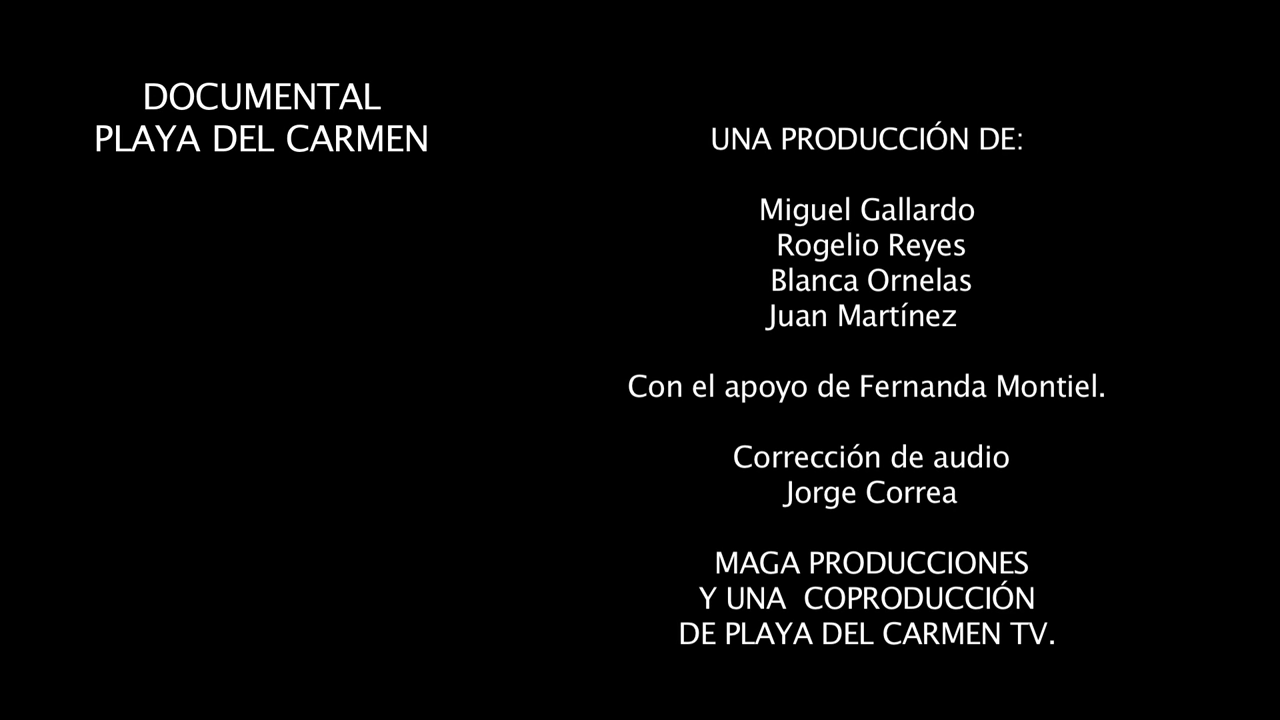 DOCUMENTAL
PLAYA DEL CARMEN
UNA PRODUCCIÓN DE:
Miguel Gallardo
Rogelio Reyes
Blanca Ornelas
Juan Martínez
Con el apoyo de Fernanda Montiel.
Corrección de audio
Jorge Correa
MAGA PRODUCCIONES
Y UNA  COPRODUCCIÓN
DE PLAYA DEL CARMEN TV.